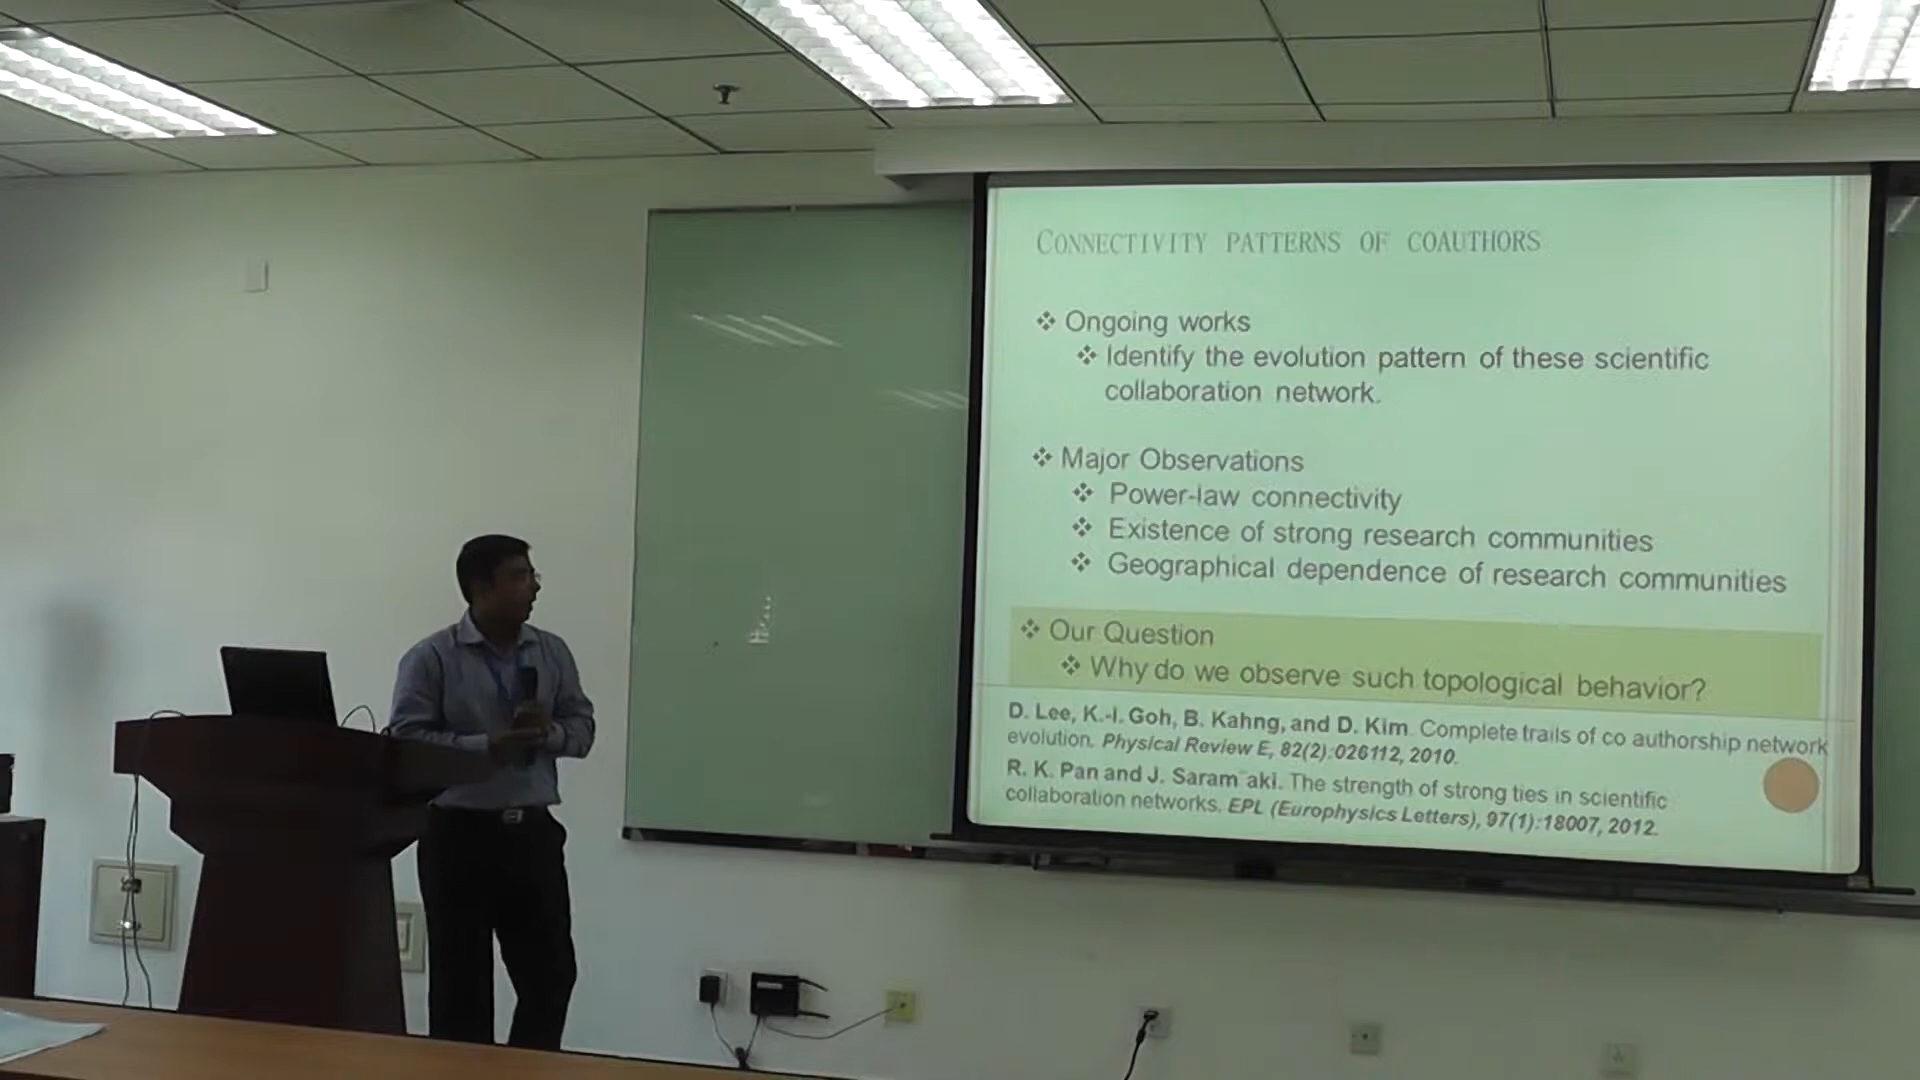 CONNECTIVITY PATTERNS OF COAUTHORS
❖ Ongoing works
❖ Identify the evolution pattern of these scientific
collaboration network.
❖ Major Observations
❖ Power-law connectivity
❖ Existence of strong research communities
❖ Geographical dependence of research communities
❖ Our Question
❖ Why do we observe such topological behavior?
D. Lee, K.-I. Goh, B. Kahng, and D. Kim. Complete trails of co authorship network
evolution. Physical Review E, 82(2):026112, 2010.
R. K. Pan and J. Saram¨aki. The strength of strong ties in scientific
collaboration networks. EPL (Europhysics Letters), 97(1):18007, 2012.